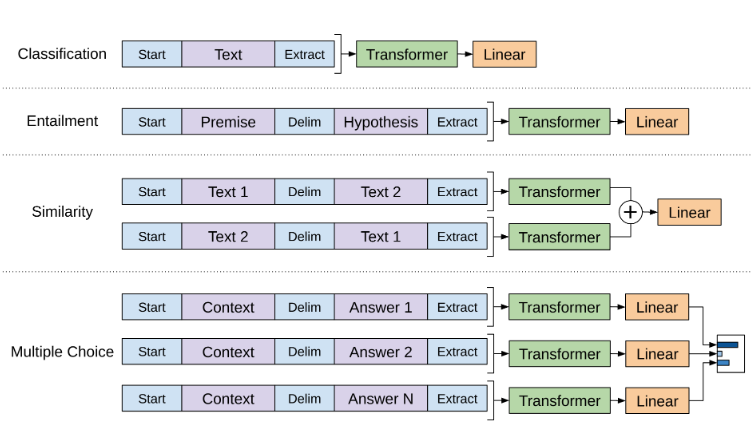 Classification Start Text Extract Transformer Linear
Entailment Start Premise Delim Hypothesis Extract Transformer Linear
Similarity
Start Text 1 Delim Text 2 Extract Transformer
+ Linear
Start Text 2 Delim Text 1 Extract Transformer
Multiple Choice
Start Context Delim Answer 1 Extract Transformer Linear
Start Context Delim Answer 2 Extract Transformer Linear
Start Context Delim Answer N Extract Transformer Linear